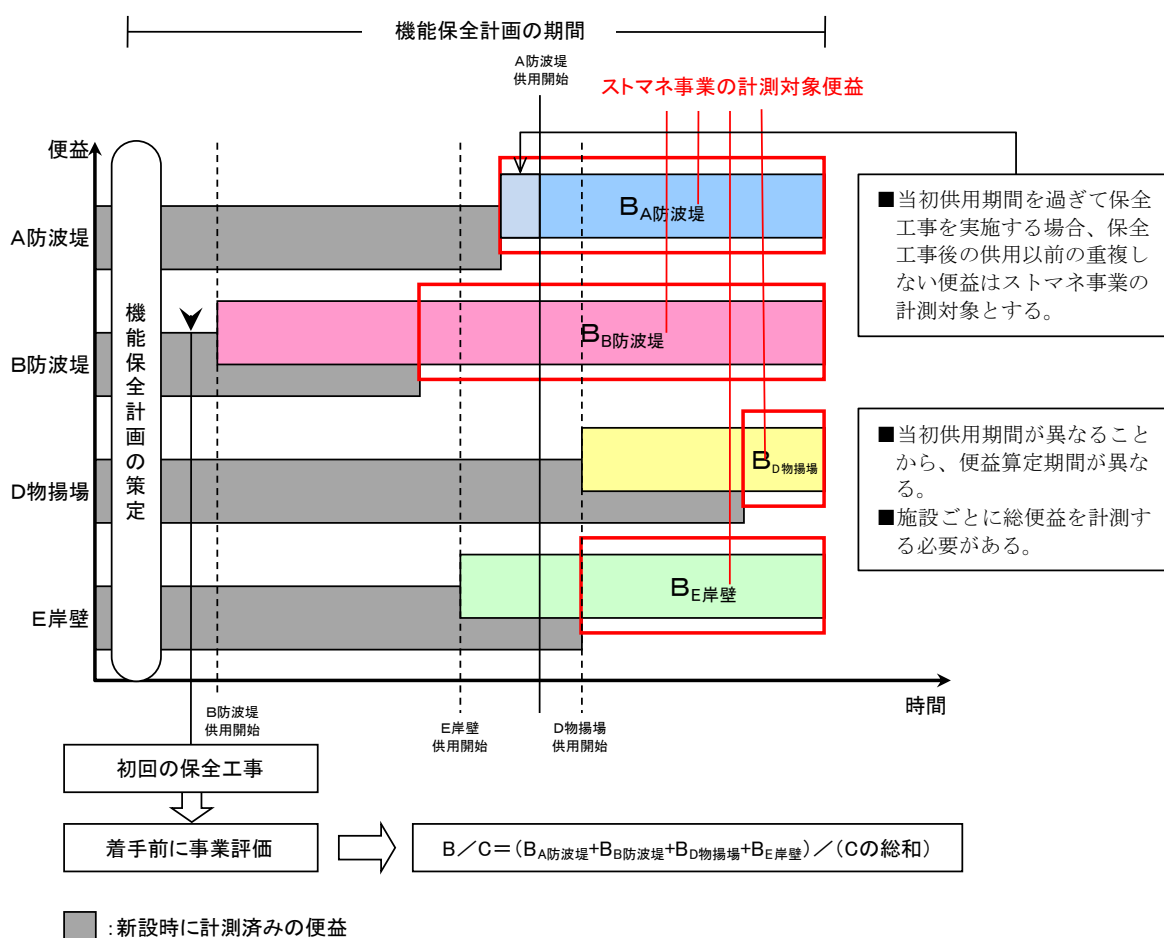 機能保全計画の期間
A防波堤
供用開始
ストマネ事業の計測対象便益
便益
A防波堤
B防波堤
D物揚場
E岸壁
機能保全計画の策定
BA防波堤
BB防波堤
BD物揚場
BE岸壁
■当初供用期間を過ぎて保全
工事を実施する場合、保全
工事後の供用以前の重複し
ない便益はストマネ事業の
計測対象とする。
■当初供用期間が異なること
から、便益算定期間が異な
る。
■施設ごとに総便益を計測す
る必要がある。
時間
B防波堤
供用開始
E岸壁
供用開始
D物揚場
供用開始
初回の保全工事
着手前に事業評価
B/C=(BA防波堤+BB防波堤+BD物揚場+BE岸壁)/(Cの総和)
:新設時に計測済みの便益